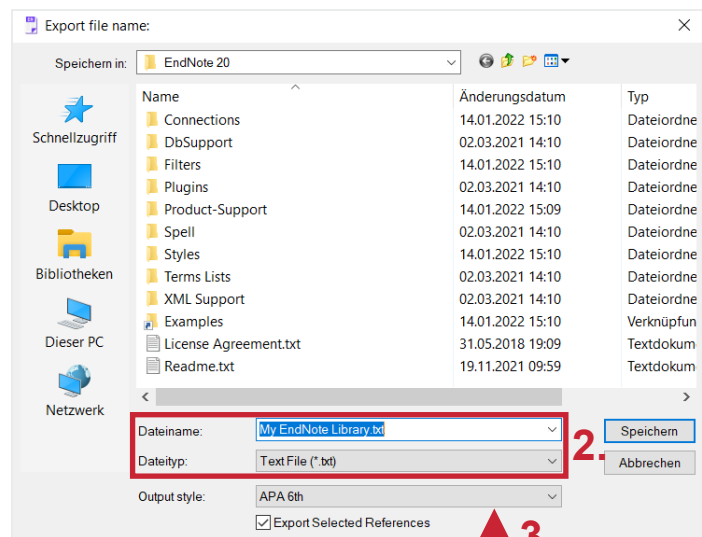 Export file name:
Speichern in: EndNote 20
Name Änderungsdatum Typ
Connections 14.01.2022 15:10 Dateiordne
DbSupport 02.03.2021 14:10 Dateiordne
Filters 14.01.2022 15:10 Dateiordne
Plugins 02.03.2021 14:10 Dateiordne
Product-Support 14.01.2022 15:09 Dateiordne
Spell 02.03.2021 14:10 Dateiordne
Styles 14.01.2022 15:10 Dateiordne
Terms Lists 02.03.2021 14:10 Dateiordne
XML Support 02.03.2021 14:10 Dateiordne
Examples 14.01.2022 15:10 Verknüpfun
License Agreement.txt 31.05.2018 19:09 Textdokum
Readme.txt 19.11.2021 09:59 Textdokum
Schnellzugriff
Desktop
Bibliotheken
Dieser PC
Netzwerk
Dateiname: My EndNote Library.txt Speichern
2.
Dateityp: Text File (*.txt) Abbrechen
Output style: APA 6th
Export Selected References
3